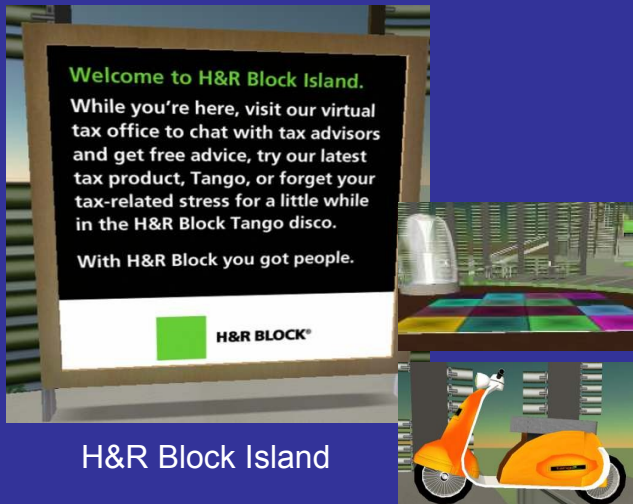 Welcome to H&R Block Island.
While you're here, visit our virtual
tax office to chat with tax advisors
and get free advice, try our latest
tax product, Tango, or forget your
tax-related stress for a little while
in the H&R Block Tango disco.
With H&R Block you got people.
H&R BLOCK®
H&R Block Island